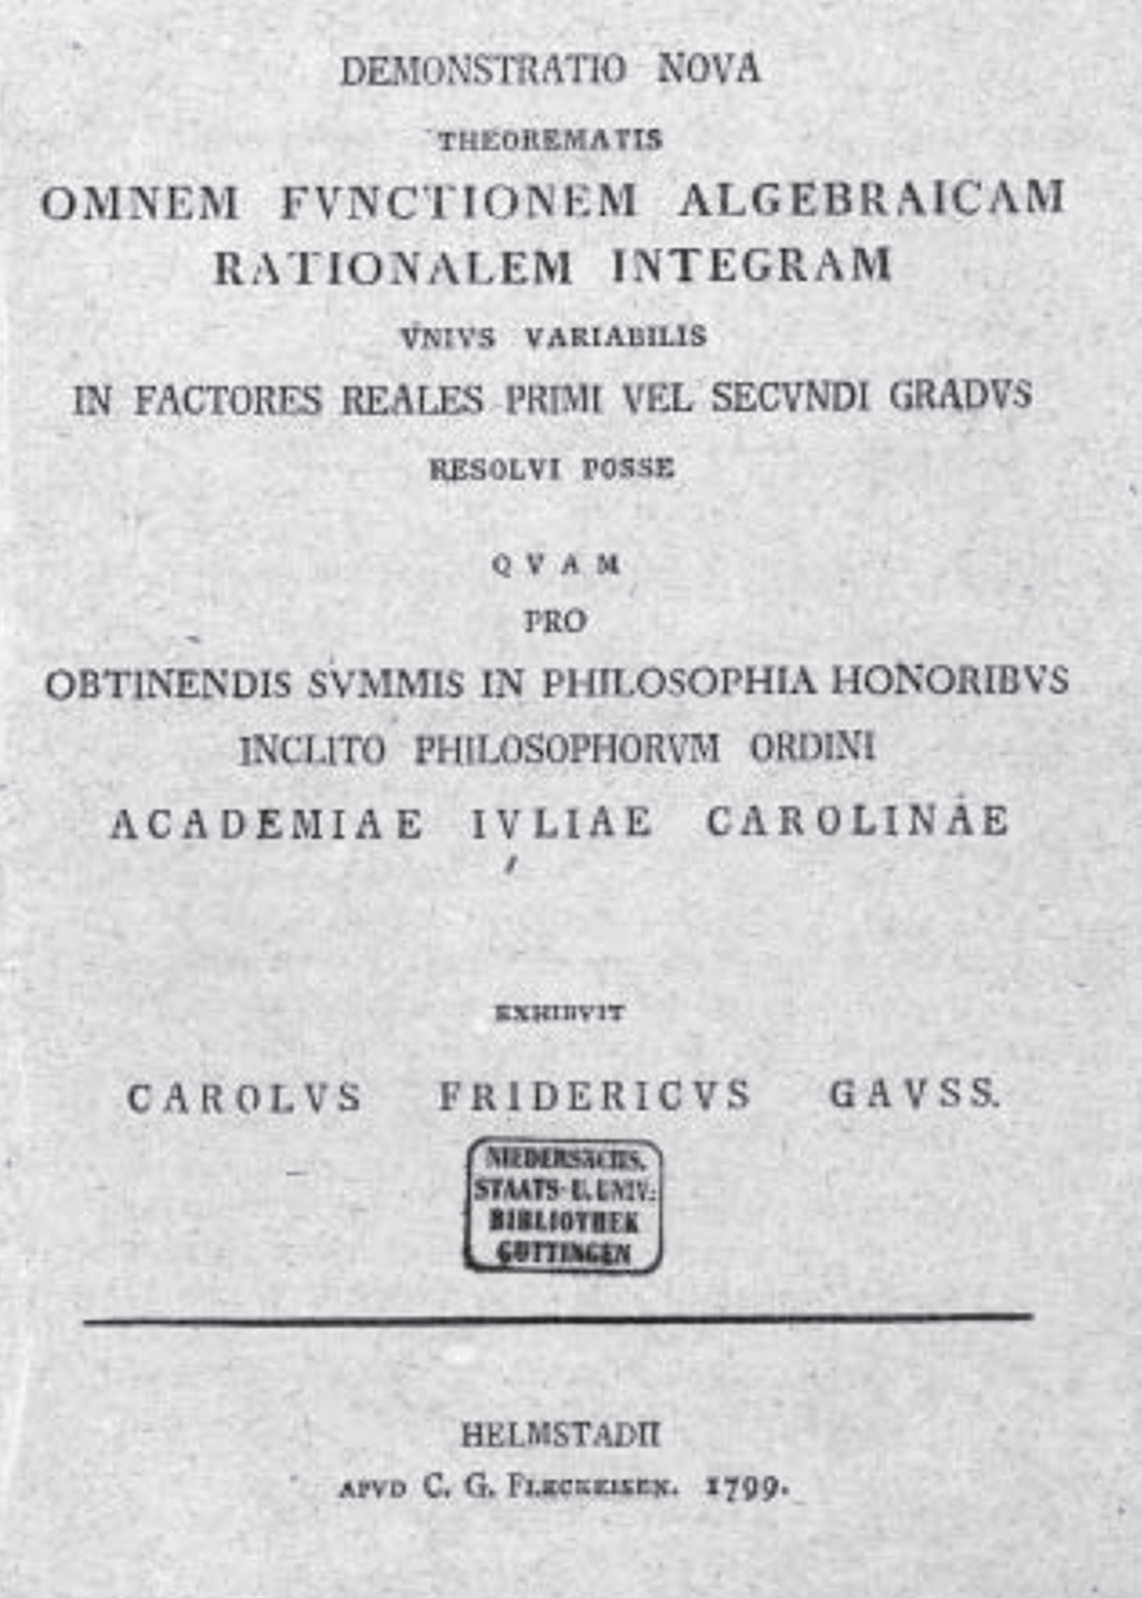 DEMONSTRATIO NOVA
THEOREMATIS
OMNEM FVNCTIONEM ALGEBRAICAM
RATIONALEM INTEGRAM
VNIVS VARIABILIS
IN FACTORES REALES PRIMI VEL SECVNDI GRADVS
RESOLVI POSSE
QVAM
PRO
OBTINENDIS SVMMIS IN PHILOSOPHIA HONORIBVS
INCLITO PHILOSOPHORVM ORDINI
ACADEMIAE IVLIAE CAROLINAE
EXHIBVIT
CAROLVS FRIDERICVS GAVSS.
NIEDERSÄCHS.
STAATS- U. UNIV.-
BIBLIOTHEK
GÖTTINGEN
HELMSTADII
APVD C. G. FLECKEISEN. 1799.